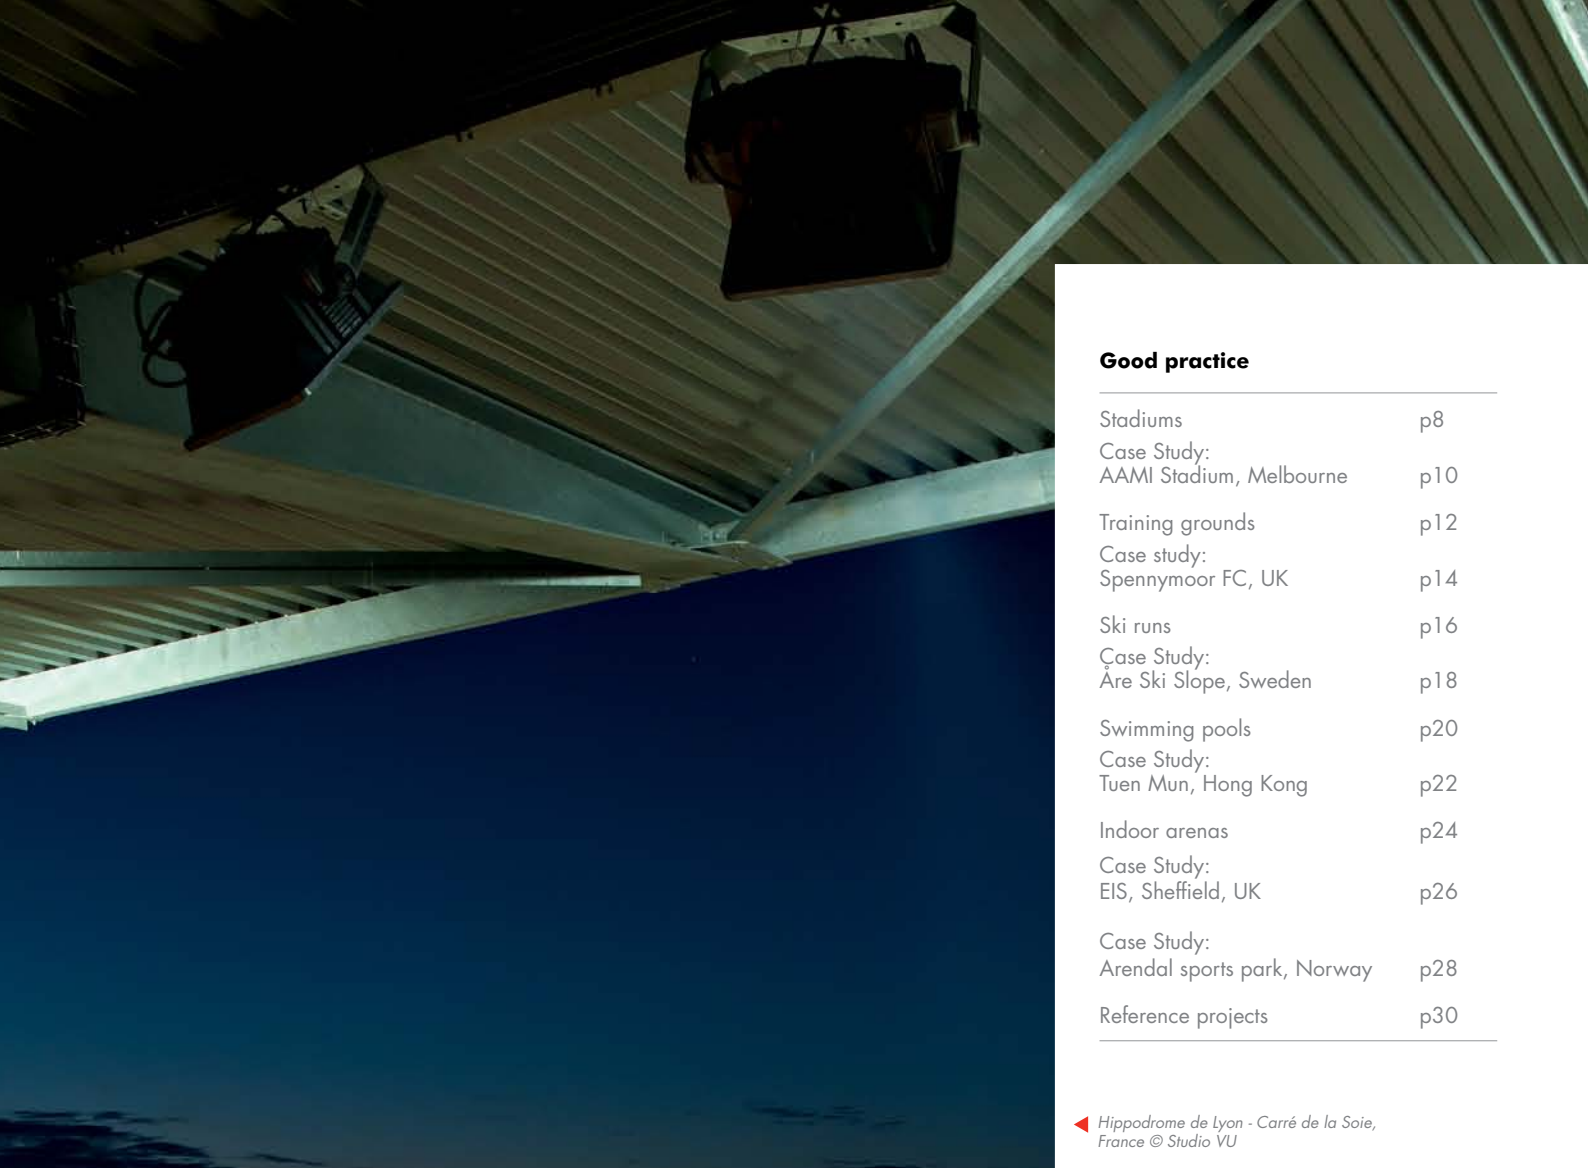 Good practice
Stadiums p8
Case Study:
AAMI Stadium, Melbourne p10
Training grounds p12
Case study:
Spennymoor FC, UK p14
Ski runs p16
Case Study:
Åre Ski Slope, Sweden p18
Swimming pools p20
Case Study:
Tuen Mun, Hong Kong p22
Indoor arenas p24
Case Study:
EIS, Sheffield, UK p26
Case Study:
Arendal sports park, Norway p28
Reference projects p30
Hippodrome de Lyon - Carré de la Soie,
France © Studio VU